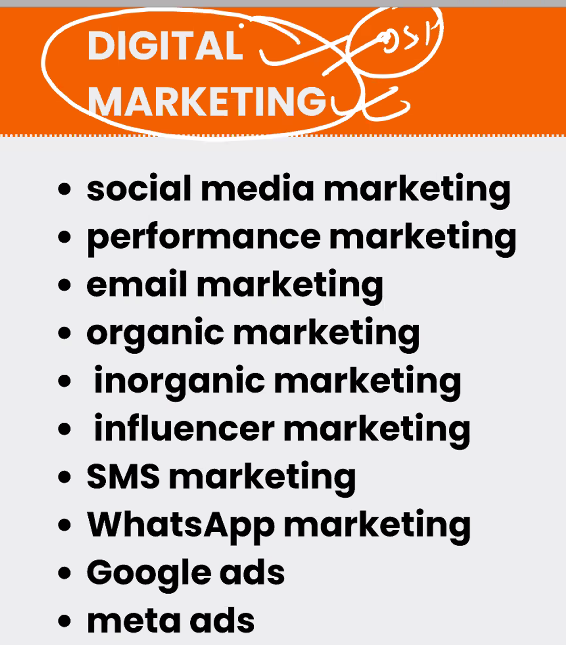 DIGITAL
MARKETING
• social media marketing
• performance marketing
• email marketing
• organic marketing
• inorganic marketing
• influencer marketing
• SMS marketing
• WhatsApp marketing
• Google ads
• meta ads